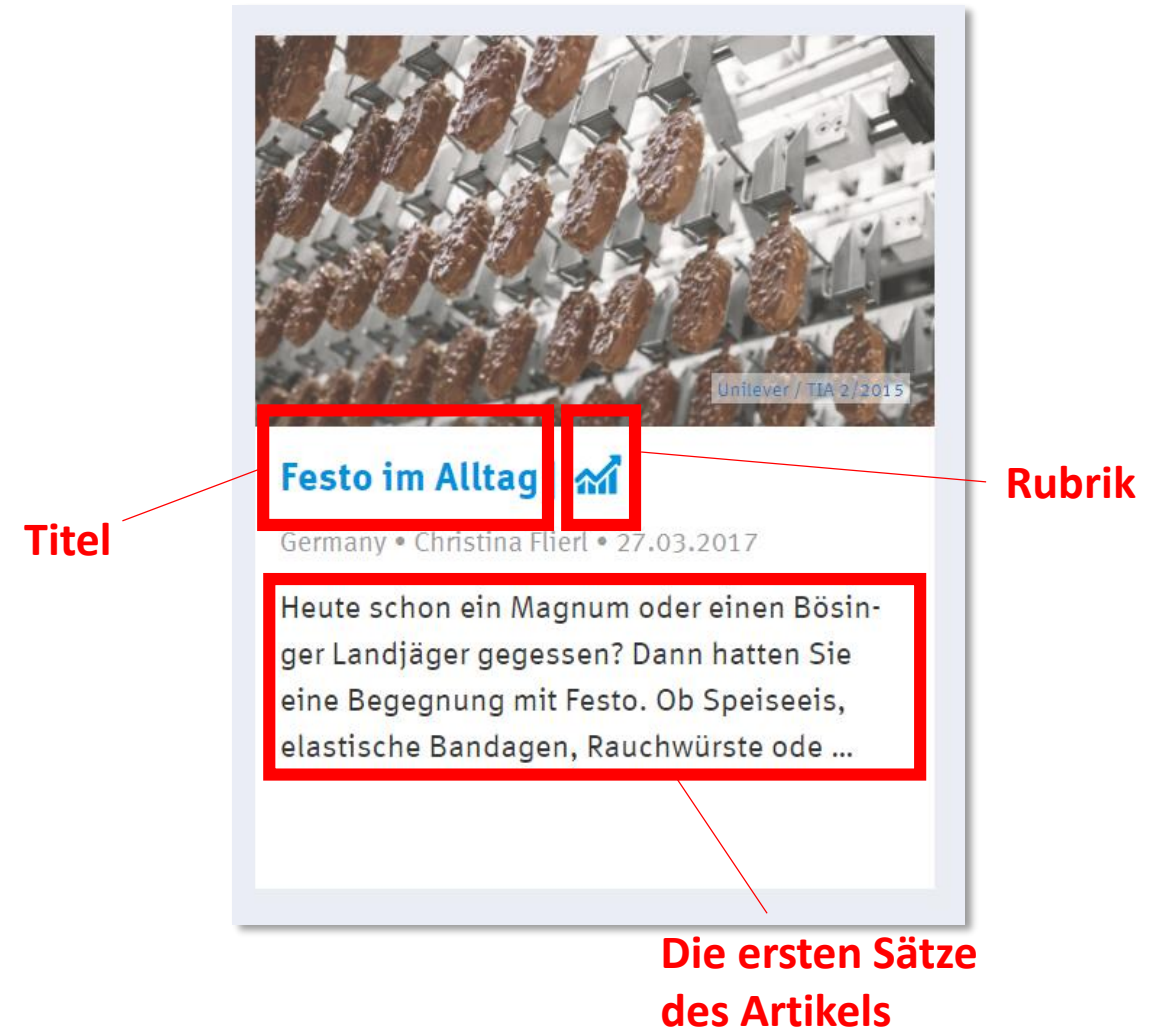 Unilever / TIA 2/2015
Festo im Alltag |
Rubrik
Titel
Germany • Christina Flierl • 27.03.2017
Heute schon ein Magnum oder einen Bösin-
ger Landjäger gegessen? Dann hatten Sie
eine Begegnung mit Festo. Ob Speiseeis,
elastische Bandagen, Rauchwürste ode ...
Die ersten Sätze
des Artikels